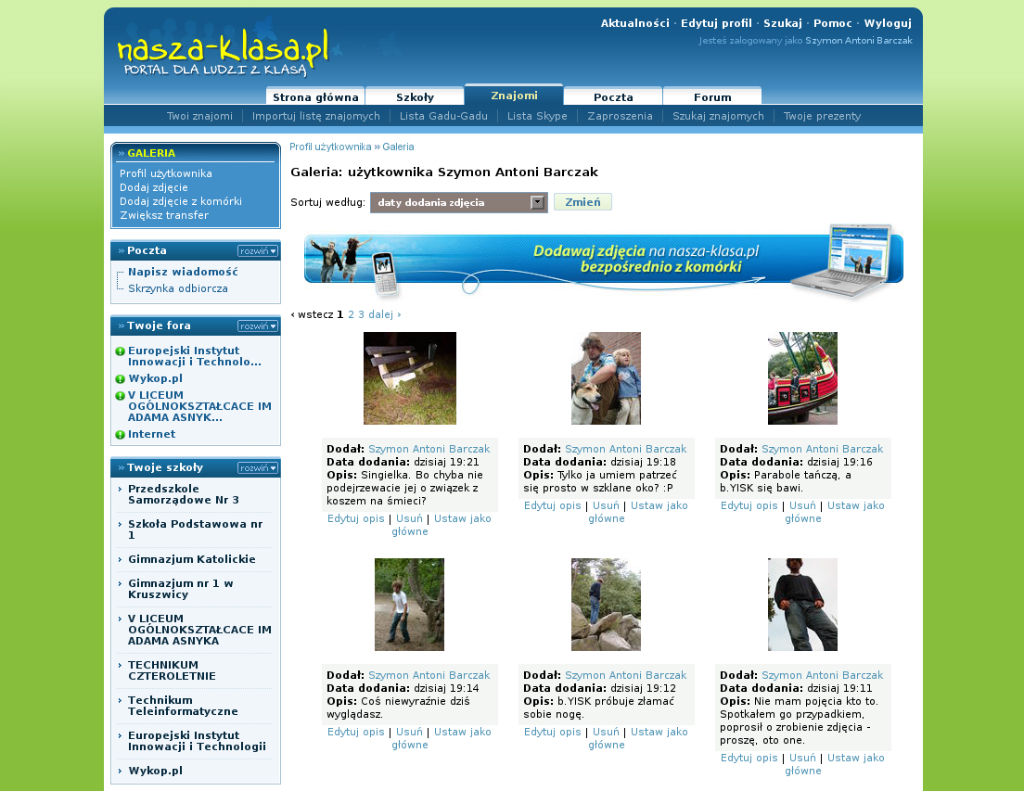 Aktualności · Edytuj profil · Szukaj · Pomoc · Wyloguj
Jesteś zalogowany jako Szymon Antoni Barczak
nasza-klasa.pl
PORTAL DLA LUDZI Z KLASĄ
Strona główna Szkoły Znajomi Poczta Forum
Twoi znajomi | Importuj listę znajomych | Lista Gadu-Gadu | Lista Skype | Zaproszenia | Szukaj znajomych | Twoje prezenty
» GALERIA
Profil użytkownika
Dodaj zdjęcie
Dodaj zdjęcie z komórki
Zwiększ transfer
» Poczta rozwiń
Napisz wiadomość
Skrzynka odbiorcza
» Twoje fora rozwiń
Europejski Instytut
Innowacji i Technolo...
Wykop.pl
V LICEUM
OGÓLNOKSZTAŁCACE IM
ADAMA ASNYK...
Internet
» Twoje szkoły rozwiń
› Przedszkole
Samorządowe Nr 3
› Szkoła Podstawowa nr
1
› Gimnazjum Katolickie
› Gimnazjum nr 1 w
Kruszwicy
› V LICEUM
OGÓLNOKSZTAŁCACE IM
ADAMA ASNYKA
› TECHNIKUM
CZTEROLETNIE
› Technikum
Teleinformatyczne
› Europejski Instytut
Innowacji i Technologii
› Wykop.pl
Profil użytkownika » Galeria
Galeria: użytkownika Szymon Antoni Barczak
Sortuj według: daty dodania zdjęcia Zmień
Dodawaj zdjęcia na nasza-klasa.pl
bezpośrednio z komórki
‹ wstecz 1 2 3 dalej ›
Dodał: Szymon Antoni Barczak
Data dodania: dzisiaj 19:21
Opis: Singielka. Bo chyba nie
podejrzewacie jej o związek z
koszem na śmieci?
Edytuj opis | Usuń | Ustaw jako
główne
Dodał: Szymon Antoni Barczak
Data dodania: dzisiaj 19:18
Opis: Tylko ja umiem patrzeć
się prosto w szklane oko? :P
Edytuj opis | Usuń | Ustaw jako
główne
Dodał: Szymon Antoni Barczak
Data dodania: dzisiaj 19:16
Opis: Parabole tańczą, a
b.YISK się bawi.
Edytuj opis | Usuń | Ustaw jako
główne
Dodał: Szymon Antoni Barczak
Data dodania: dzisiaj 19:14
Opis: Coś niewyraźnie dziś
wyglądasz.
Edytuj opis | Usuń | Ustaw jako
główne
Dodał: Szymon Antoni Barczak
Data dodania: dzisiaj 19:12
Opis: b.YISK próbuje złamać
sobie nogę.
Edytuj opis | Usuń | Ustaw jako
główne
Dodał: Szymon Antoni Barczak
Data dodania: dzisiaj 19:11
Opis: Nie mam pojęcia kto to.
Spotkałem go przypadkiem,
poprosił o zrobienie zdjęcia -
proszę, oto one.
Edytuj opis | Usuń | Ustaw jako
główne